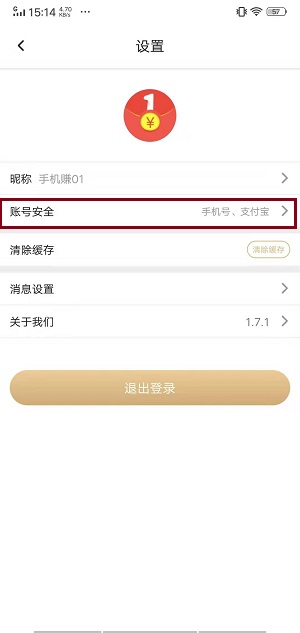 G 15:14 4.70 KB/s ··· 57
设置
1
¥
昵称 手机赚01
账号安全 手机号、支付宝
清除缓存 清除缓存
消息设置
关于我们 1.7.1
退出登录